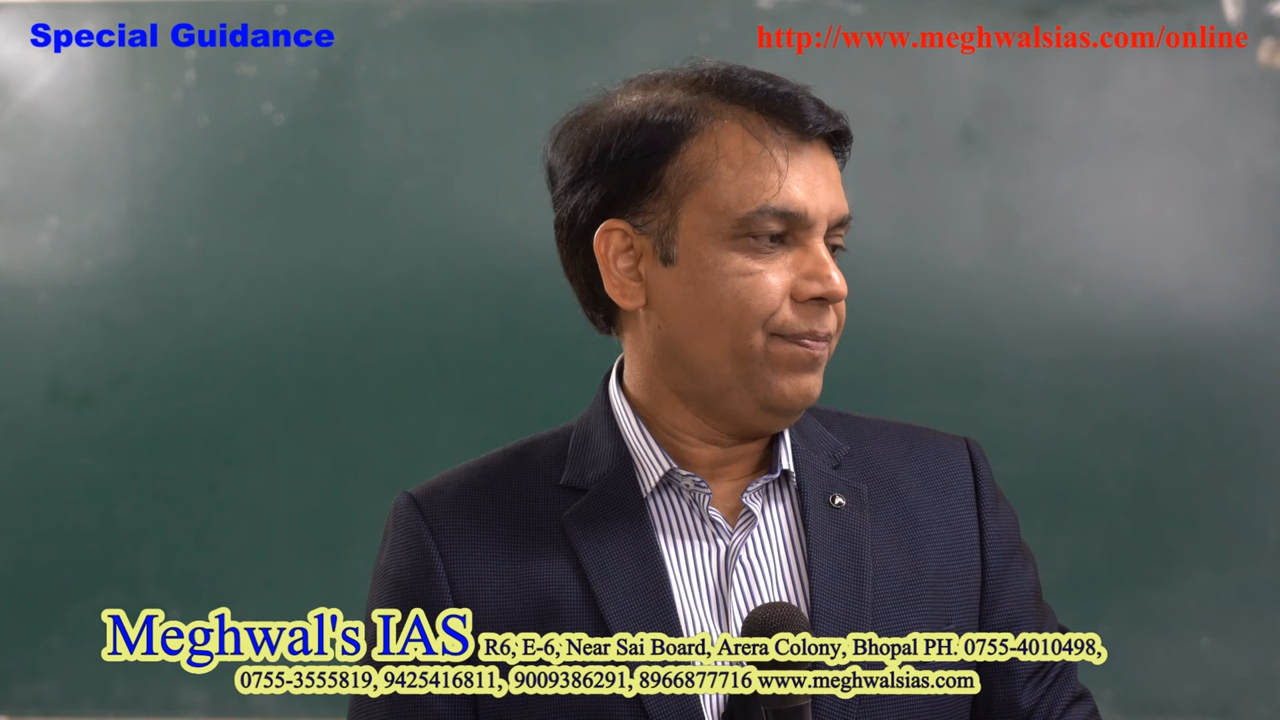 Special Guidance
http://www.meghwalsias.com/online
Meghwal's IAS R6, E-6, Near Sai Board, Arera Colony, Bhopal PH. 0755-4010498,
0755-3555819, 9425416811, 9009386291, 8966877716 www.meghwalsias.com